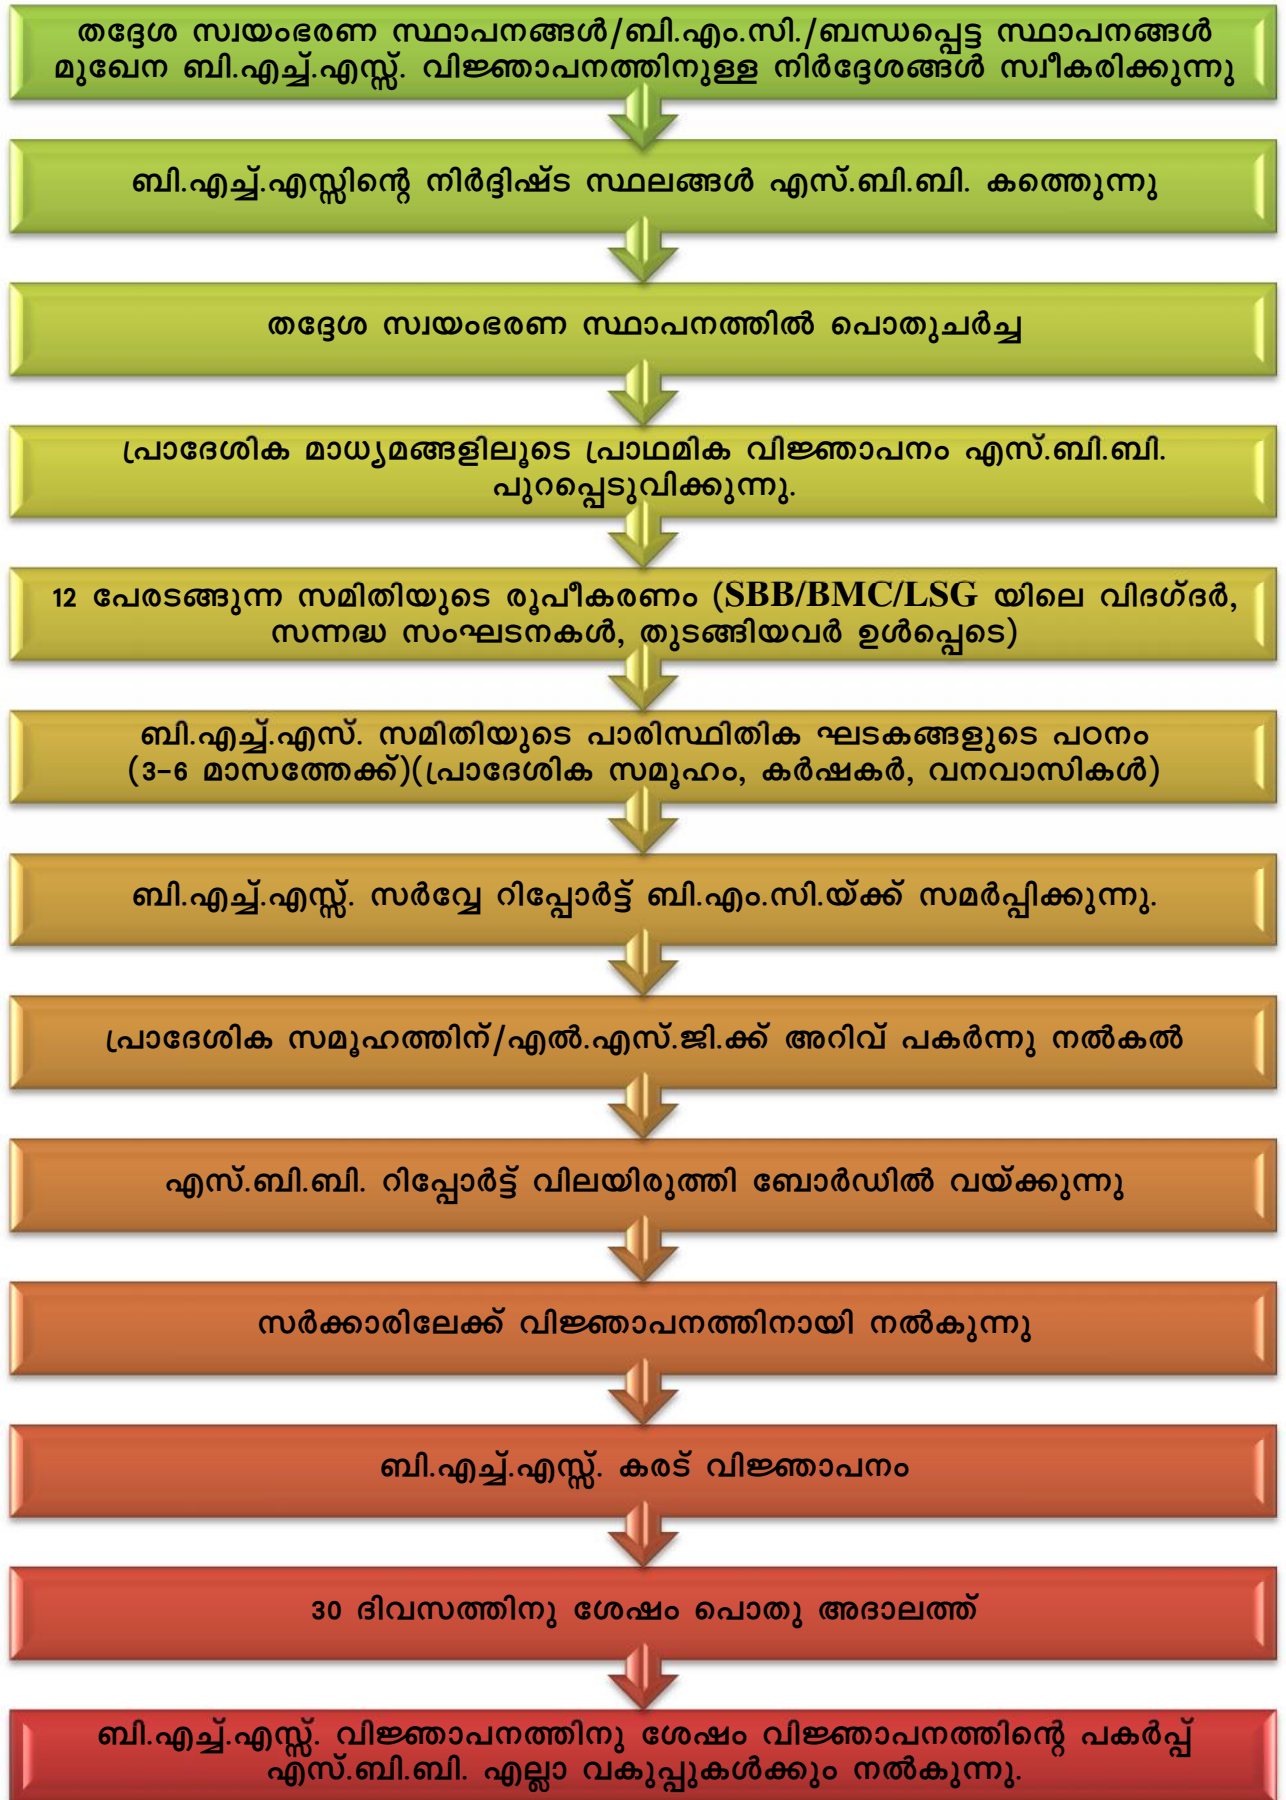 തദ്ദേശ സ്വയംഭരണ സ്ഥാപനങ്ങൾ/ബി.എം.സി./ബന്ധപ്പെട്ട സ്ഥാപനങ്ങൾ
മുഖേന ബി.എച്ച്.എസ്സ്. വിജ്ഞാപനത്തിനുള്ള നിർദ്ദേശങ്ങൾ സ്വീകരിക്കുന്നു
ബി.എച്ച്.എസ്സിന്റെ നിർദ്ദിഷ്ട സ്ഥലങ്ങൾ എസ്.ബി.ബി. കത്തെുന്നു
തദ്ദേശ സ്വയംഭരണ സ്ഥാപനത്തിൽ പൊതുചർച്ച
പ്രാദേശിക മാധ്യമങ്ങളിലൂടെ പ്രാഥമിക വിജ്ഞാപനം എസ്.ബി.ബി.
പുറപ്പെടുവിക്കുന്നു.
12 പേരടങ്ങുന്ന സമിതിയുടെ രൂപീകരണം (SBB/BMC/LSG യിലെ വിദഗ്ദർ,
സന്നദ്ധ സംഘടനകൾ, തുടങ്ങിയവർ ഉൾപ്പെടെ)
ബി.എച്ച്.എസ്. സമിതിയുടെ പാരിസ്ഥിതിക ഘടകങ്ങളുടെ പഠനം
(3-6 മാസത്തേക്ക്)(പ്രാദേശിക സമൂഹം, കർഷകർ, വനവാസികൾ)
ബി.എച്ച്.എസ്സ്. സർവ്വേ റിപ്പോർട്ട് ബി.എം.സി.യ്ക്ക് സമർപ്പിക്കുന്നു.
പ്രാദേശിക സമൂഹത്തിന്/എൽ.എസ്.ജി.ക്ക് അറിവ് പകർന്നു നൽകൽ
എസ്.ബി.ബി. റിപ്പോർട്ട് വിലയിരുത്തി ബോർഡിൽ വയ്ക്കുന്നു
സർക്കാരിലേക്ക് വിജ്ഞാപനത്തിനായി നൽകുന്നു
ബി.എച്ച്.എസ്സ്. കരട് വിജ്ഞാപനം
30 ദിവസത്തിനു ശേഷം പൊതു അദാലത്ത്
ബി.എച്ച്.എസ്സ്. വിജ്ഞാപനത്തിനു ശേഷം വിജ്ഞാപനത്തിന്റെ പകർപ്പ്
എസ്.ബി.ബി. എല്ലാ വകുപ്പുകൾക്കും നൽകുന്നു.